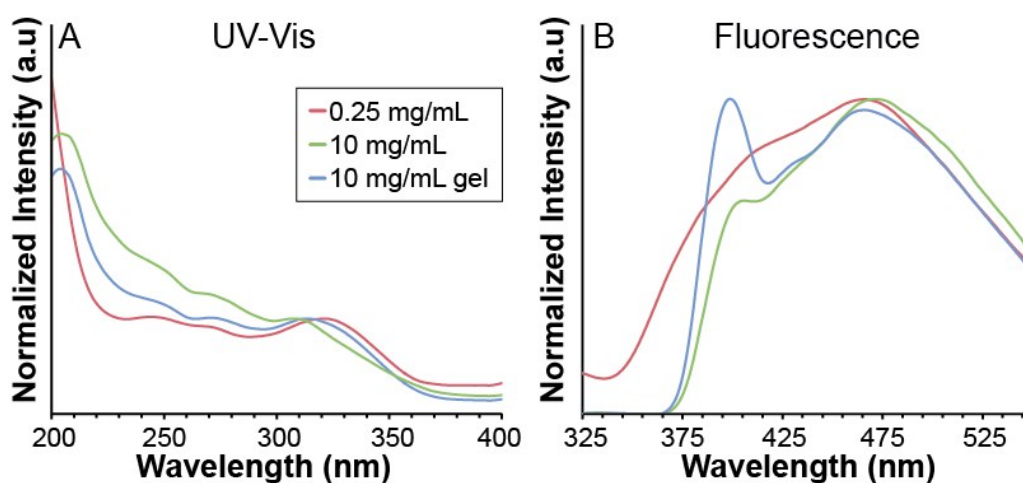 A
UV-Vis
Normalized Intensity (a.u)
0.25 mg/mL
10 mg/mL
10 mg/mL gel
200 250 300 350 400
Wavelength (nm)
B
Fluorescence
Normalized Intensity (a.u)
325 375 425 475 525
Wavelength (nm)